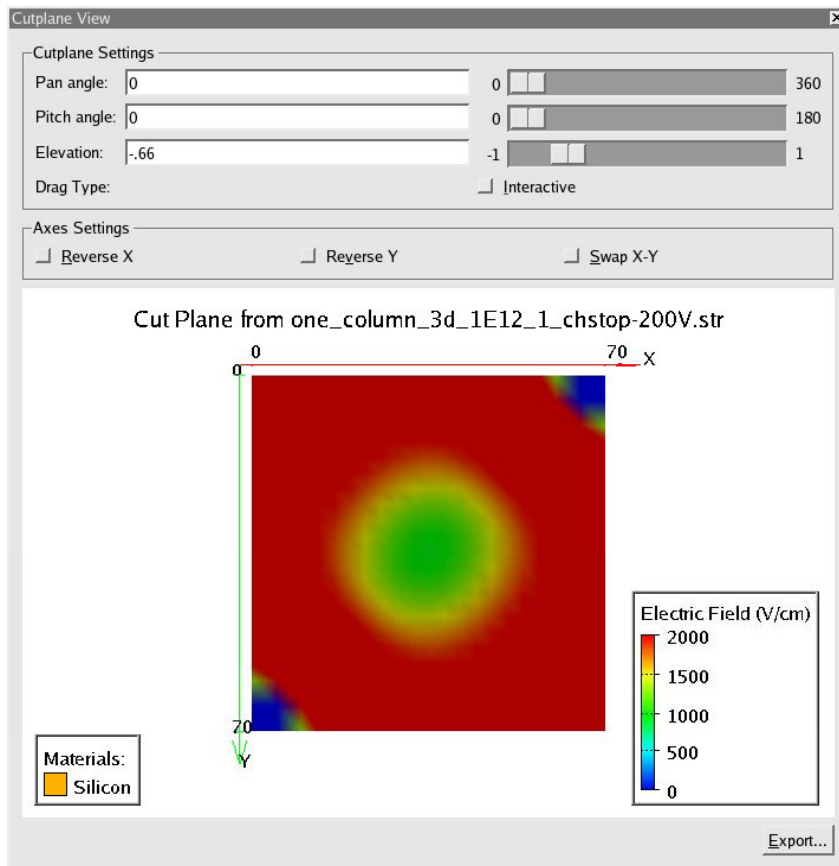 Cutplane View
Cutplane Settings
Pan angle: 0 0 360
Pitch angle: 0 0 180
Elevation: -.66 -1 1
Drag Type: Interactive
Axes Settings
Reverse X Reverse Y Swap X-Y
Cut Plane from one_column_3d_1E12_1_chstop-200V.str
0 70 X
0
70
Y
Materials:
Silicon
Electric Field (V/cm)
2000
1500
1000
500
0
Export...